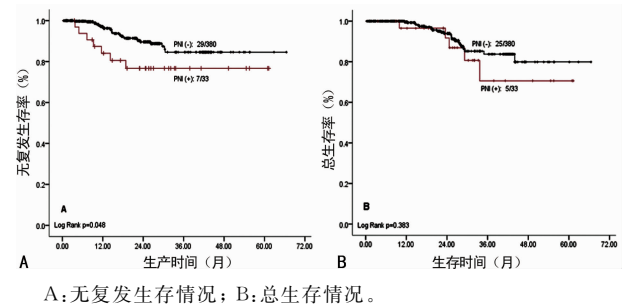 无复发生存率（%）
1.0
0.8
0.6
0.4
0.2
0.0
PNI (-): 29/380
PNI (+): 7/33
A
Log Rank p=0.048
0.00 12.00 24.00 36.00 48.00 60.00 72.00
A 生产时间（月）
总生存率（%）
1.0
0.8
0.6
0.4
0.2
0.0
PNI (-): 25/380
PNI (+): 5/33
B
Log Rank p=0.383
0.00 12.00 24.00 36.00 48.00 60.00 72.00
B 生存时间（月）
A:无复发生存情况；B:总生存情况。